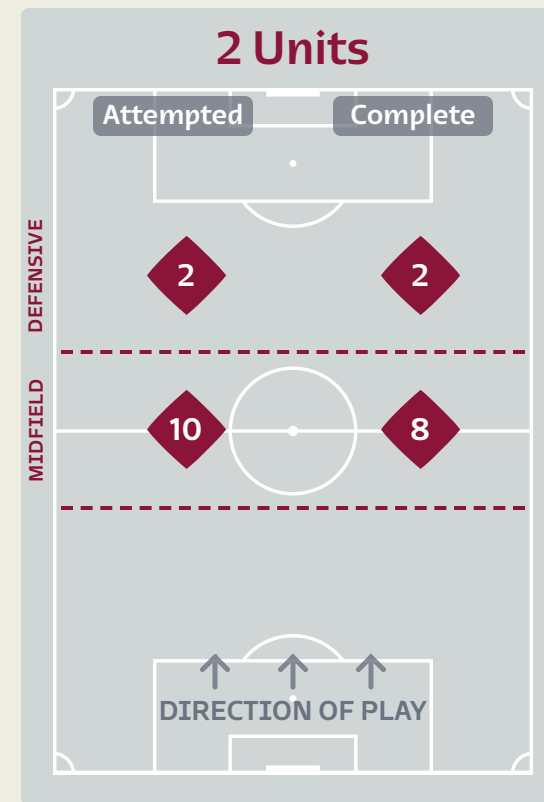 2 Units
Attempted
Complete
DEFENSIVE
2
2
MIDFIELD
10
8
DIRECTION OF PLAY